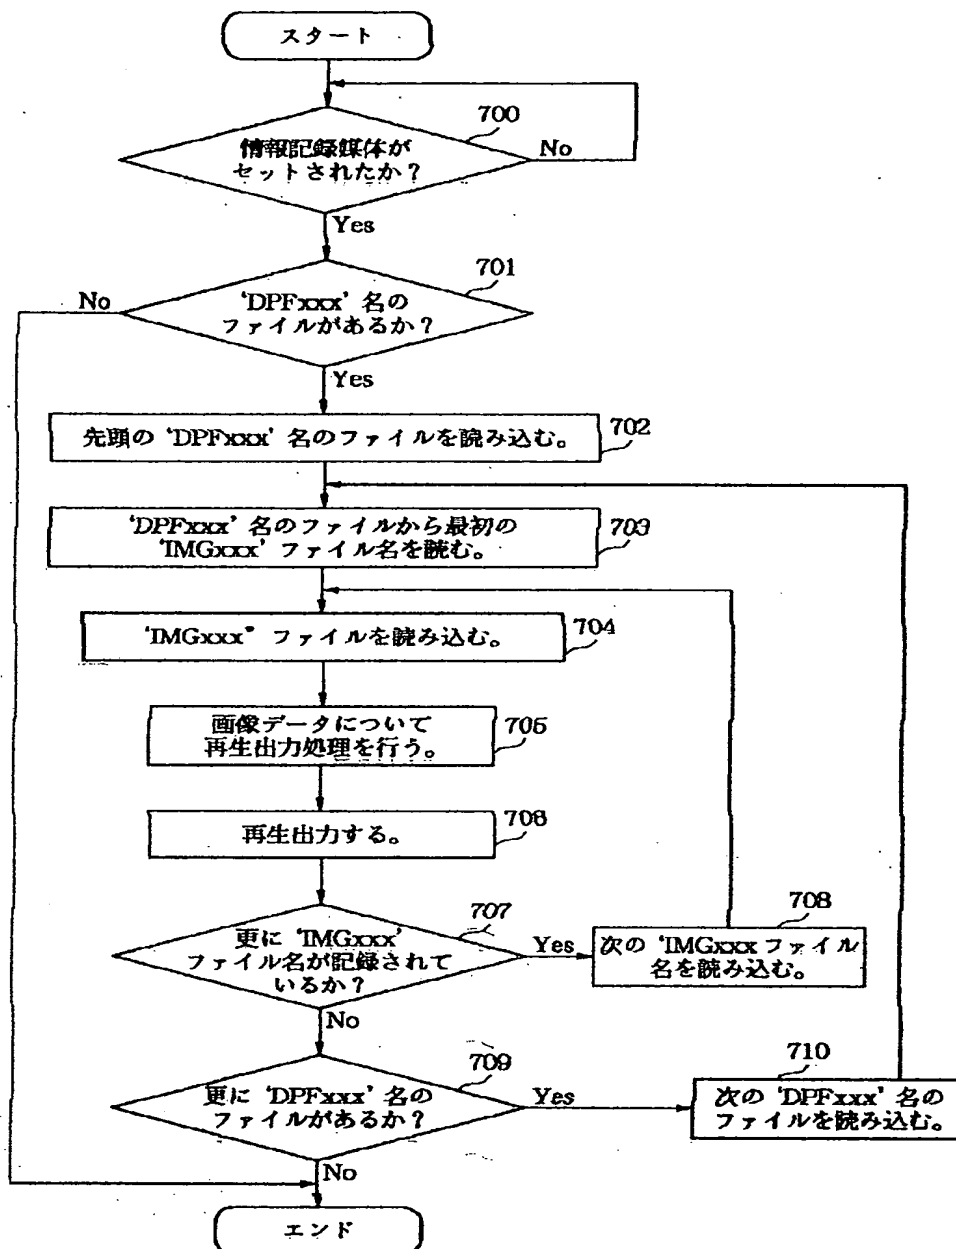 スタート
700
情報記録媒体が
セットされたか？
No
Yes
701
'DPFxxx' 名の
ファイルがあるか？
No
Yes
先頭の 'DPFxxx' 名のファイルを読み込む。
702
'DPFxxx' 名のファイルから最初の
'IMGxxx' ファイル名を読む。
703
'IMGxxx" ファイルを読み込む。
704
画像データについて
再生出力処理を行う。
705
再生出力する。
706
707
更に 'IMGxxx'
ファイル名が記録されて
いるか？
Yes
708
次の 'IMGxxx ファイル
名を読み込む。
No
709
更に 'DPFxxx' 名の
ファイルがあるか？
Yes
710
次の 'DPFxxx' 名の
ファイルを読み込む。
No
エンド